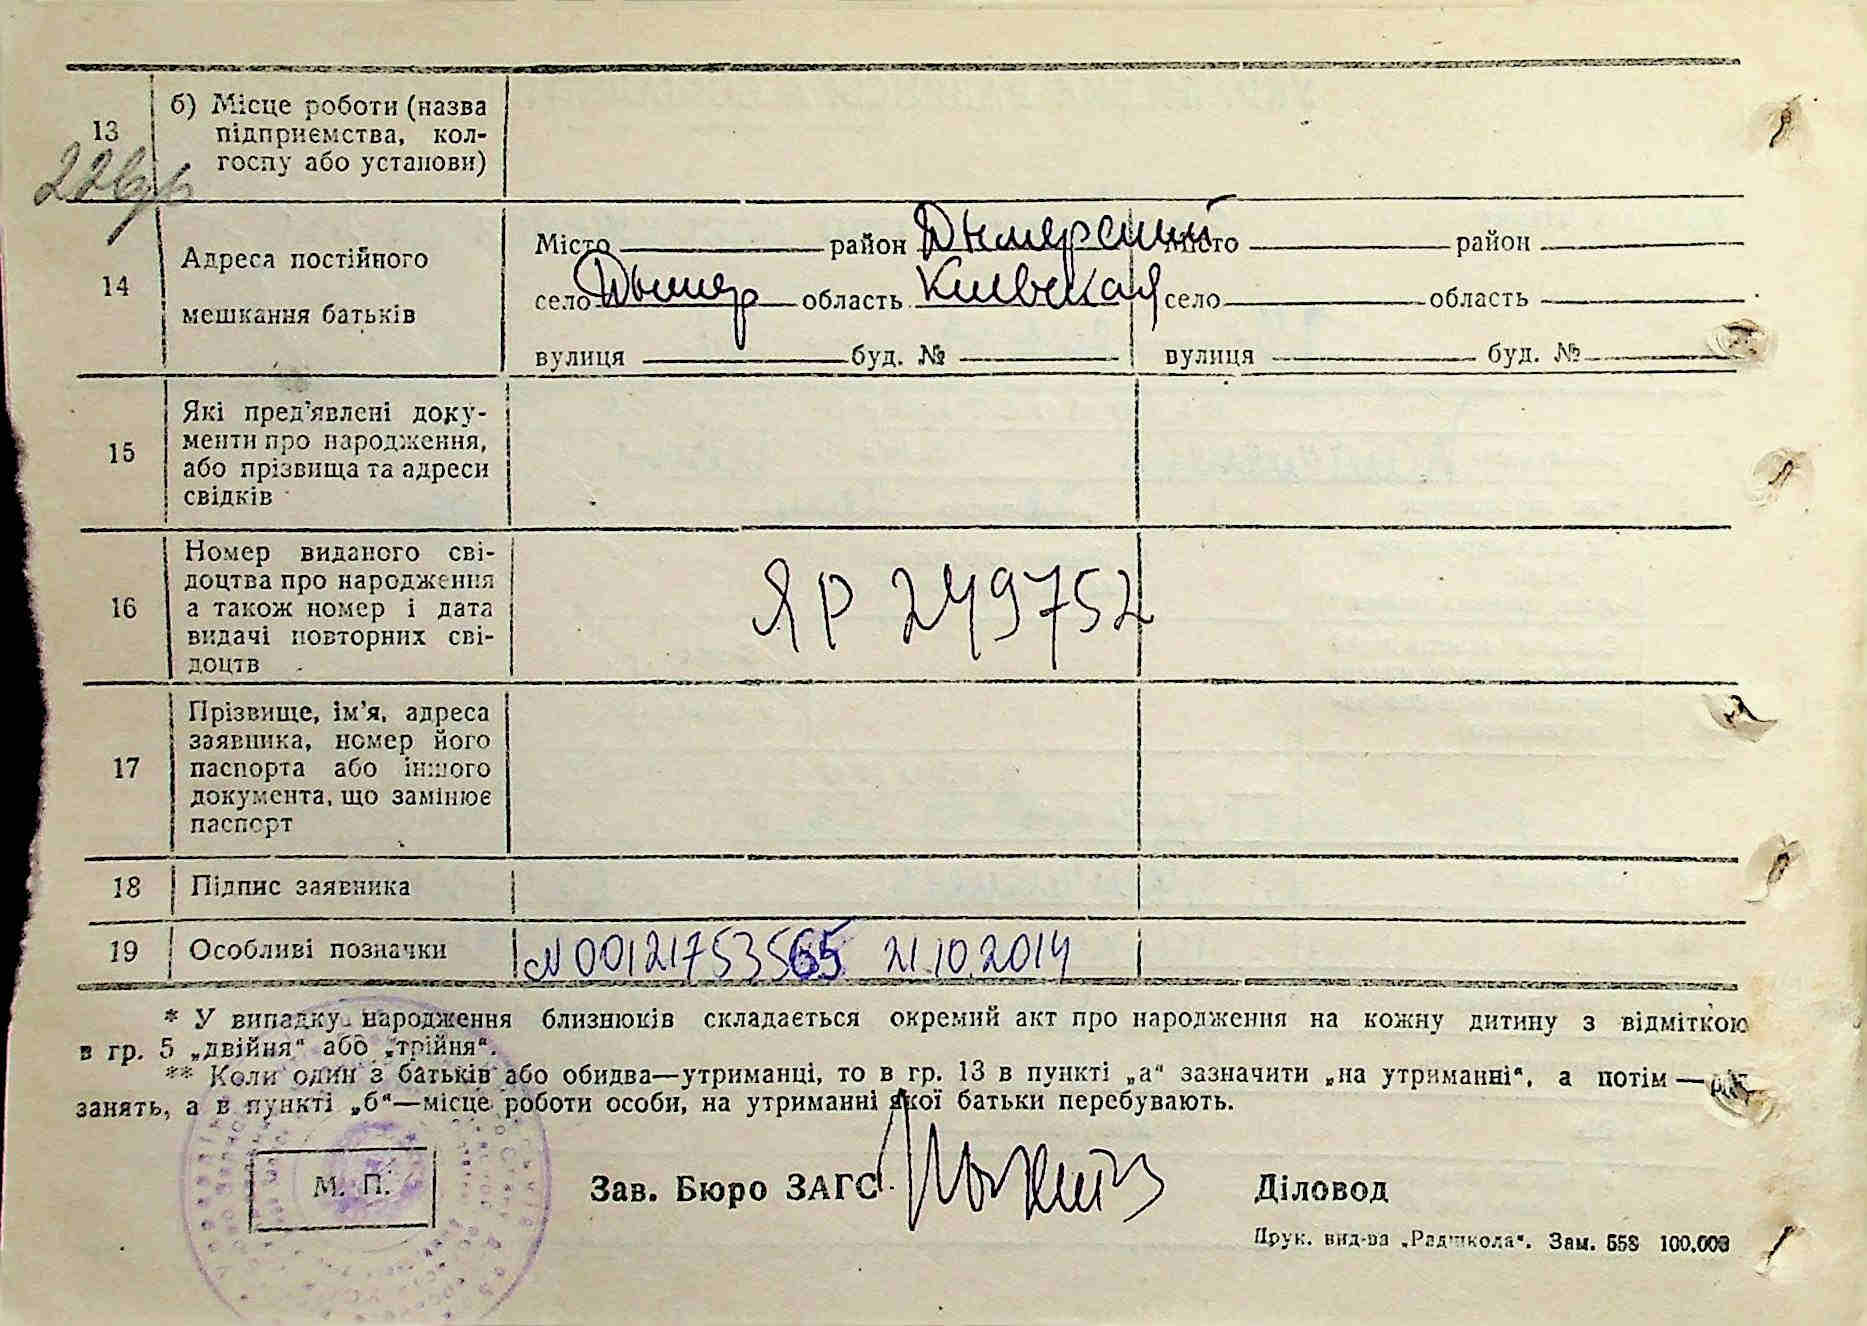 13
б) Місце роботи (назва
підприємства, кол-
госпу або установи)
14
Адреса постійного
мешкання батьків
Місто район Дымерский Місто район
село Дымер область Киевская село область
вулиця буд. № вулиця буд. №
15
Які пред'явлені доку-
менти про народження,
або прізвища та адреси
свідків
16
Номер виданого сві-
доцтва про народження
а також номер і дата
видачі повторних сві-
доцтв
ЯР 249752
17
Прізвище, ім'я, адреса
заявника, номер його
паспорта або іншого
документа, що замінює
паспорт
18 Підпис заявника
19 Особливі позначки N 00121753565 21.10.2014
* У випадку народження близнюків складається окремий акт про народження на кожну дитину з відміткою
в гр. 5 „двійня“ або „трійня“.
** Коли один з батьків або обидва—утриманці, то в гр. 13 в пункті „а“ зазначити „на утриманні“, а потім —
занять, а в пункті „б“—місце роботи особи, на утриманні якої батьки перебувають.
М. П. Зав. Бюро ЗАГС Діловод
Друк. вид-ва „Радшкола“. Зам. 558 100.000